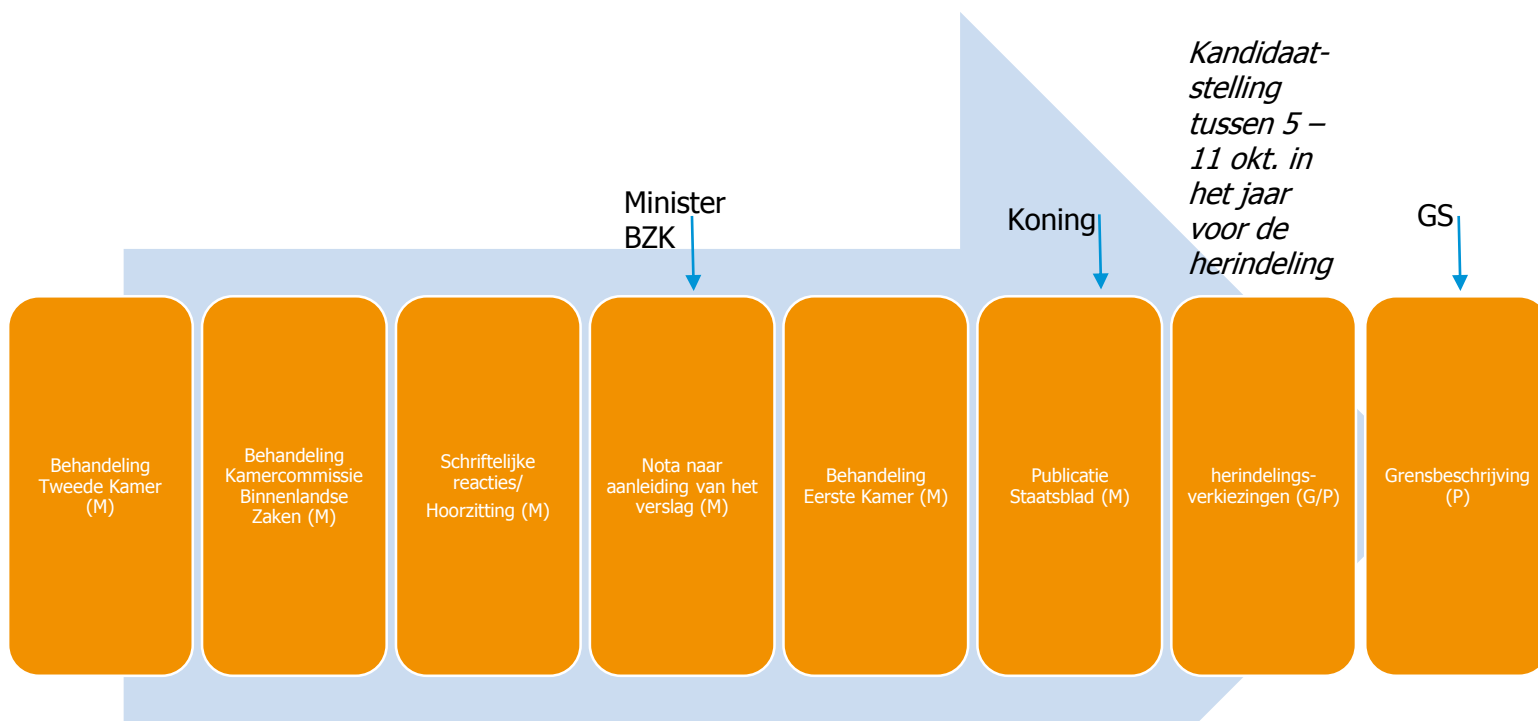 Kandidaat-
stelling
tussen 5 –
11 okt. in
het jaar
voor de
herindeling
Minister
BZK
Koning
GS
Behandeling
Tweede Kamer
(M)
Behandeling
Kamercommissie
Binnenlandse
Zaken (M)
Schriftelijke
reacties/
Hoorzitting (M)
Nota naar
aanleiding van het
verslag (M)
Behandeling
Eerste Kamer (M)
Publicatie
Staatsblad (M)
herindelings-
verkiezingen (G/P)
Grensbeschrijving
(P)